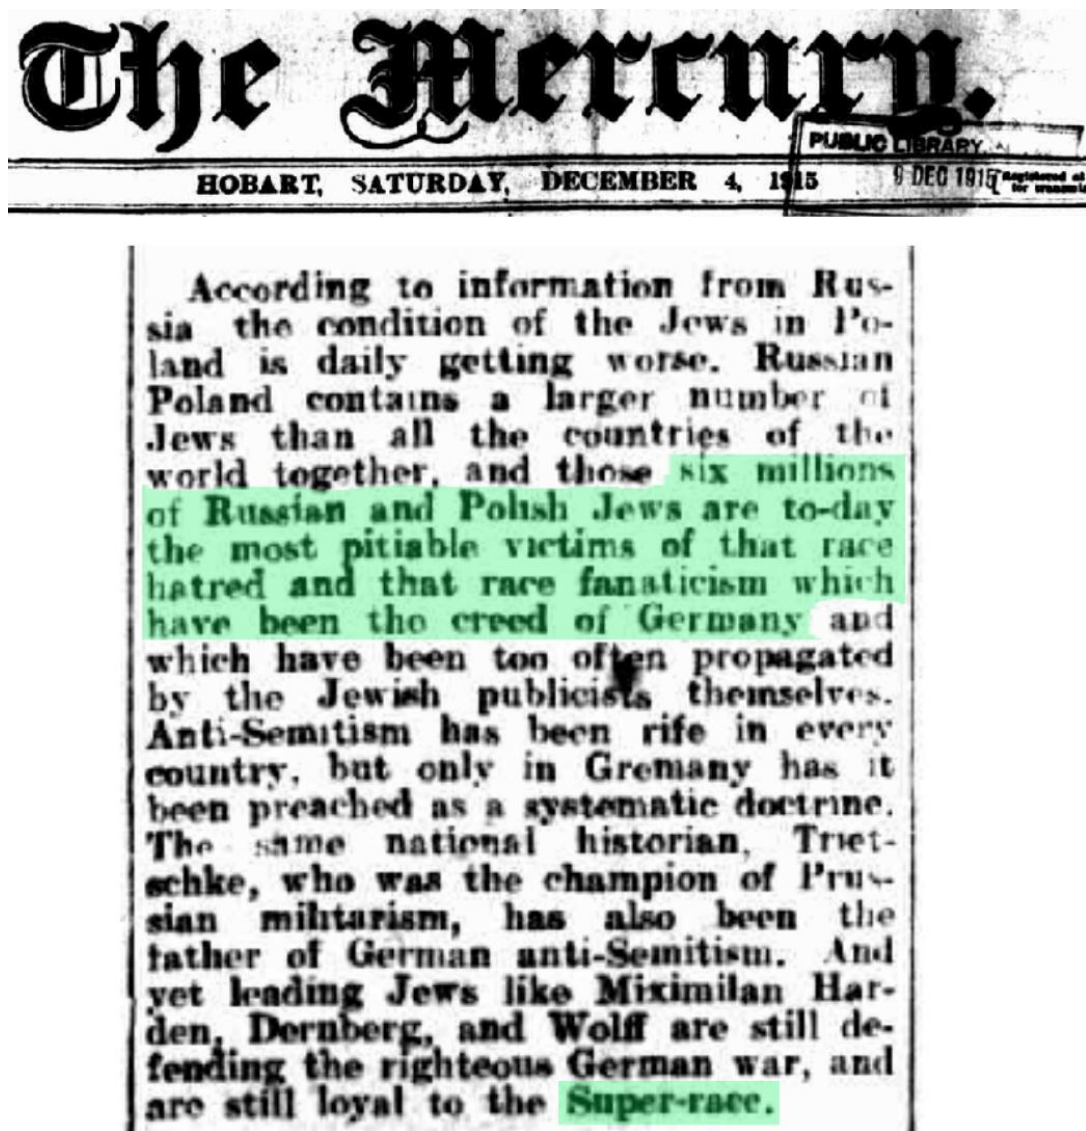 The Mercury.
PUBLIC LIBRARY
HOBART, SATURDAY, DECEMBER 4, 1915
9 DEC 1915
Registered at
for
According to information from Rus-
sia the condition of the Jews in Po-
land is daily getting worse. Russian
Poland contains a larger number of
Jews than all the countries of the
world together, and those six millions
of Russian and Polish Jews are to-day
the most pitiable victims of that race
hatred and that race fanaticism which
have been the creed of Germany and
which have been too often propagated
by the Jewish publicists themselves.
Anti-Semitism has been rife in every
country, but only in Gremany has it
been preached as a systematic doctrine.
The same national historian, Triet-
schke, who was the champion of Prus-
sian militarism, has also been the
father of German anti-Semitism. And
yet leading Jews like Miximilan Har-
den, Dernberg, and Wolff are still de-
fending the righteous German war, and
are still loyal to the Super-race.